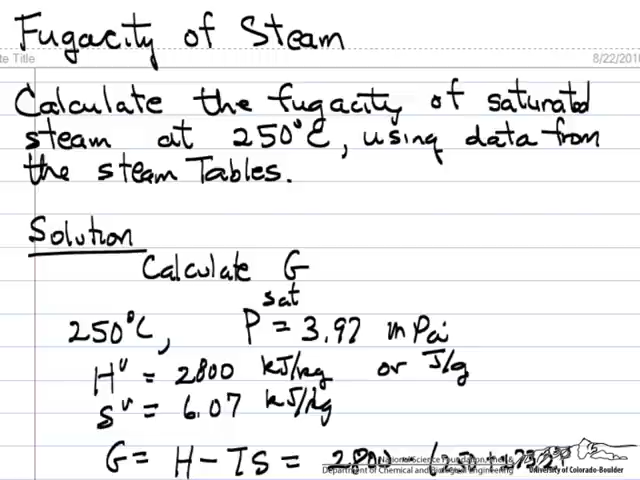 Fugacity of Steam
te Title
8/22/201
Calculate the fugacity of saturated
steam at 250°C, using data from
the steam Tables.
Solution
Calculate G
250°C, P sat = 3.97 mPa
H^v = 2800 kJ/kg or J/g
S^v = 6.07 kJ/kg
G = H - TS = 2800 - (250 +
National Science Foundation
Department of Chemical and Biological Engineering
University of Colorado-Boulder